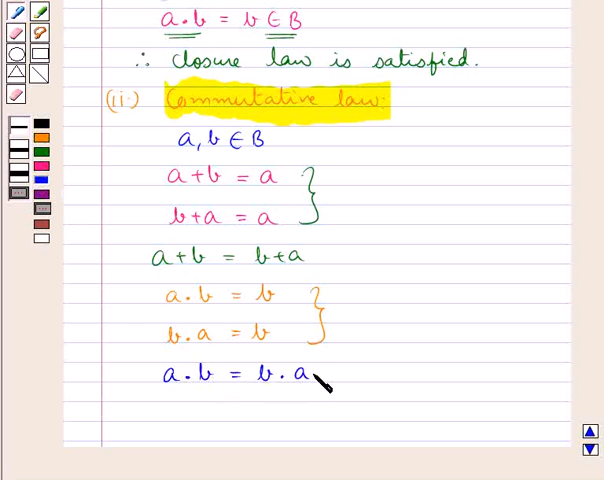 a . b = b ∈ B
∴ closure law is satisfied.
(ii) Commutative law:
a, b ∈ B
a + b = a
b + a = a
a + b = b + a
a . b = b
b . a = b
a . b = b . a